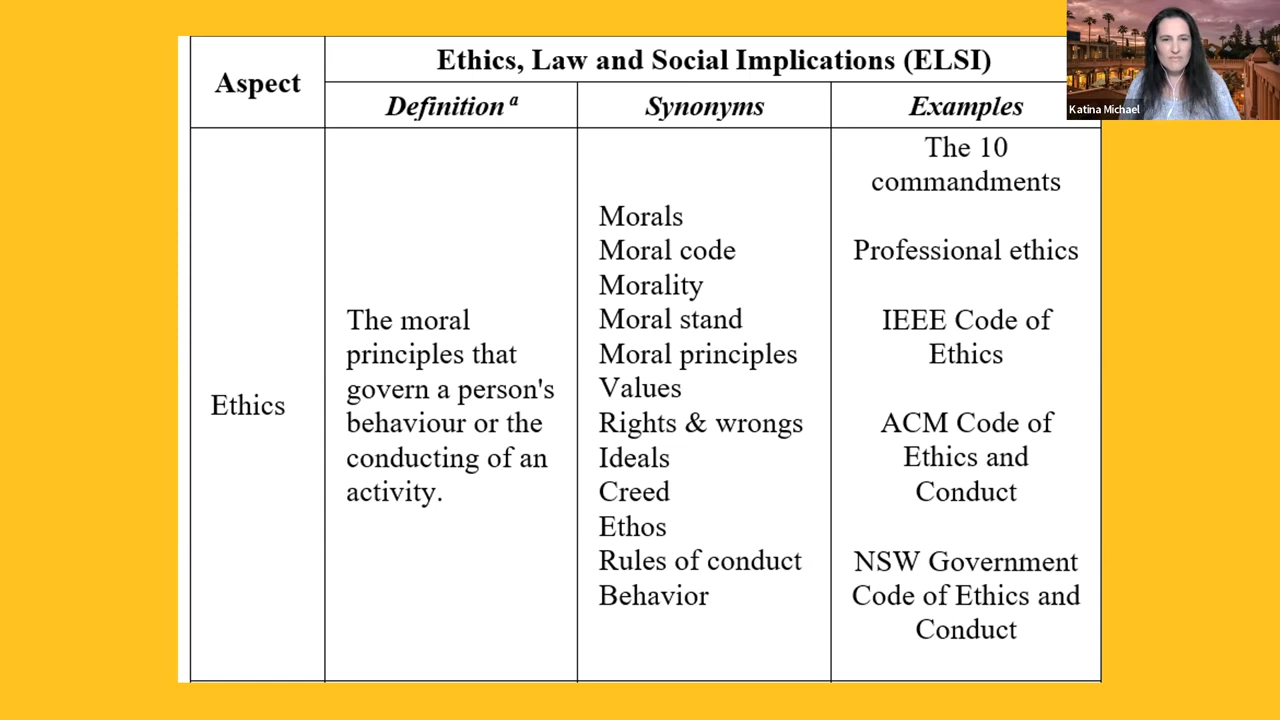 Aspect
Ethics, Law and Social Implications (ELSI)
Definition a
Synonyms
Examples
Ethics
The moral
principles that
govern a person's
behaviour or the
conducting of an
activity.
Morals
Moral code
Morality
Moral stand
Moral principles
Values
Rights & wrongs
Ideals
Creed
Ethos
Rules of conduct
Behavior
The 10
commandments
Professional ethics
IEEE Code of
Ethics
ACM Code of
Ethics and
Conduct
NSW Government
Code of Ethics and
Conduct
Katina Michael